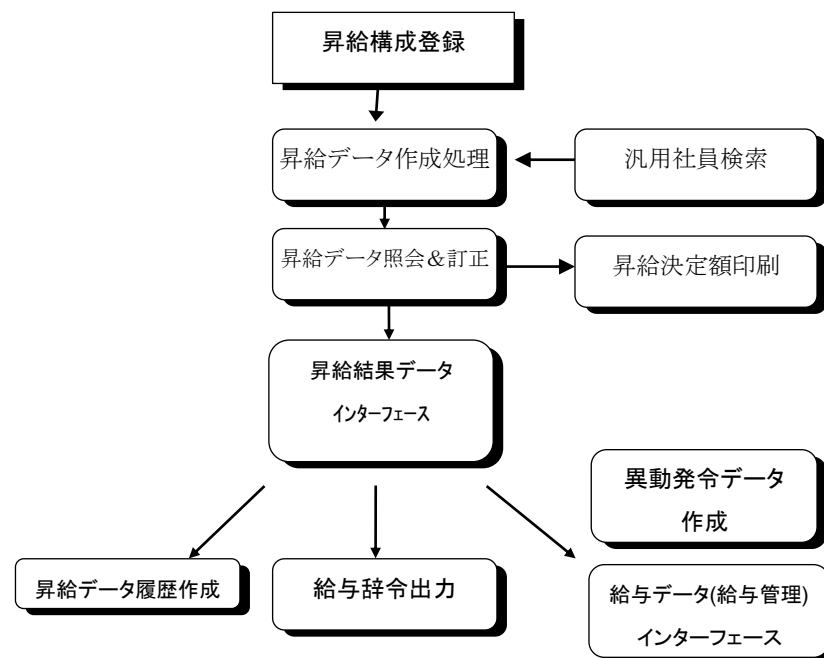 昇給構成登録
昇給データ作成処理
汎用社員検索
昇給データ照会&訂正
昇給決定額印刷
昇給結果データ
インターフェース
異動発令データ
作成
昇給データ履歴作成
給与辞令出力
給与データ(給与管理)
インターフェース